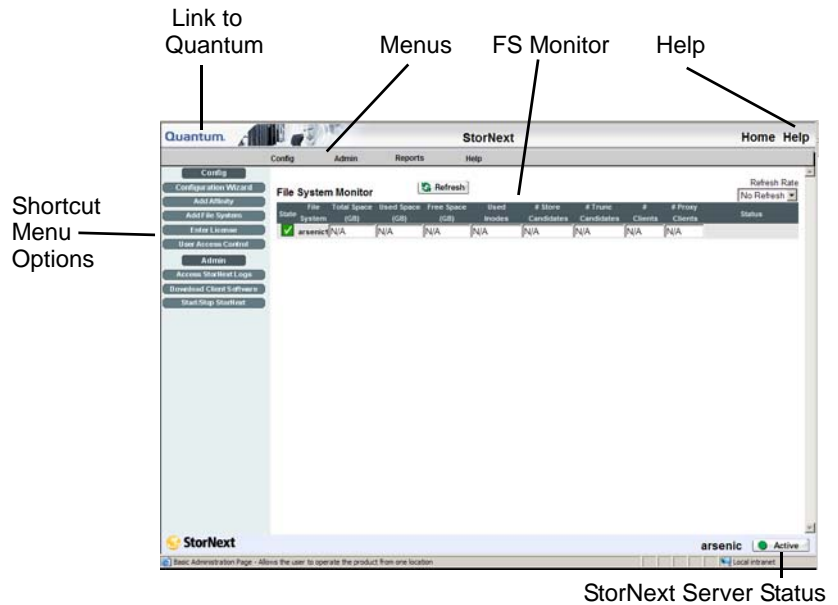 Link to
Quantum
Menus
FS Monitor
Help
Quantum.
StorNext
Home Help
Config Admin Reports Help
Config
Configuration Wizard
Add Affinity
Add File System
Enter License
User Access Control
Admin
Access StorNext Logs
Download Client Software
Start/Stop StorNext
Shortcut
Menu
Options
File System Monitor
Refresh
Refresh Rate
No Refresh
State File System Total Space (GB) Used Space (GB) Free Space (GB) Used Inodes # Store Candidates # Trunc Candidates # Clients # Proxy Clients Status
arsenict N/A N/A N/A N/A N/A N/A N/A N/A
StorNext
arsenic Active
Basic Administration Page - Allows the user to operate the product from one location
Local intranet
StorNext Server Status